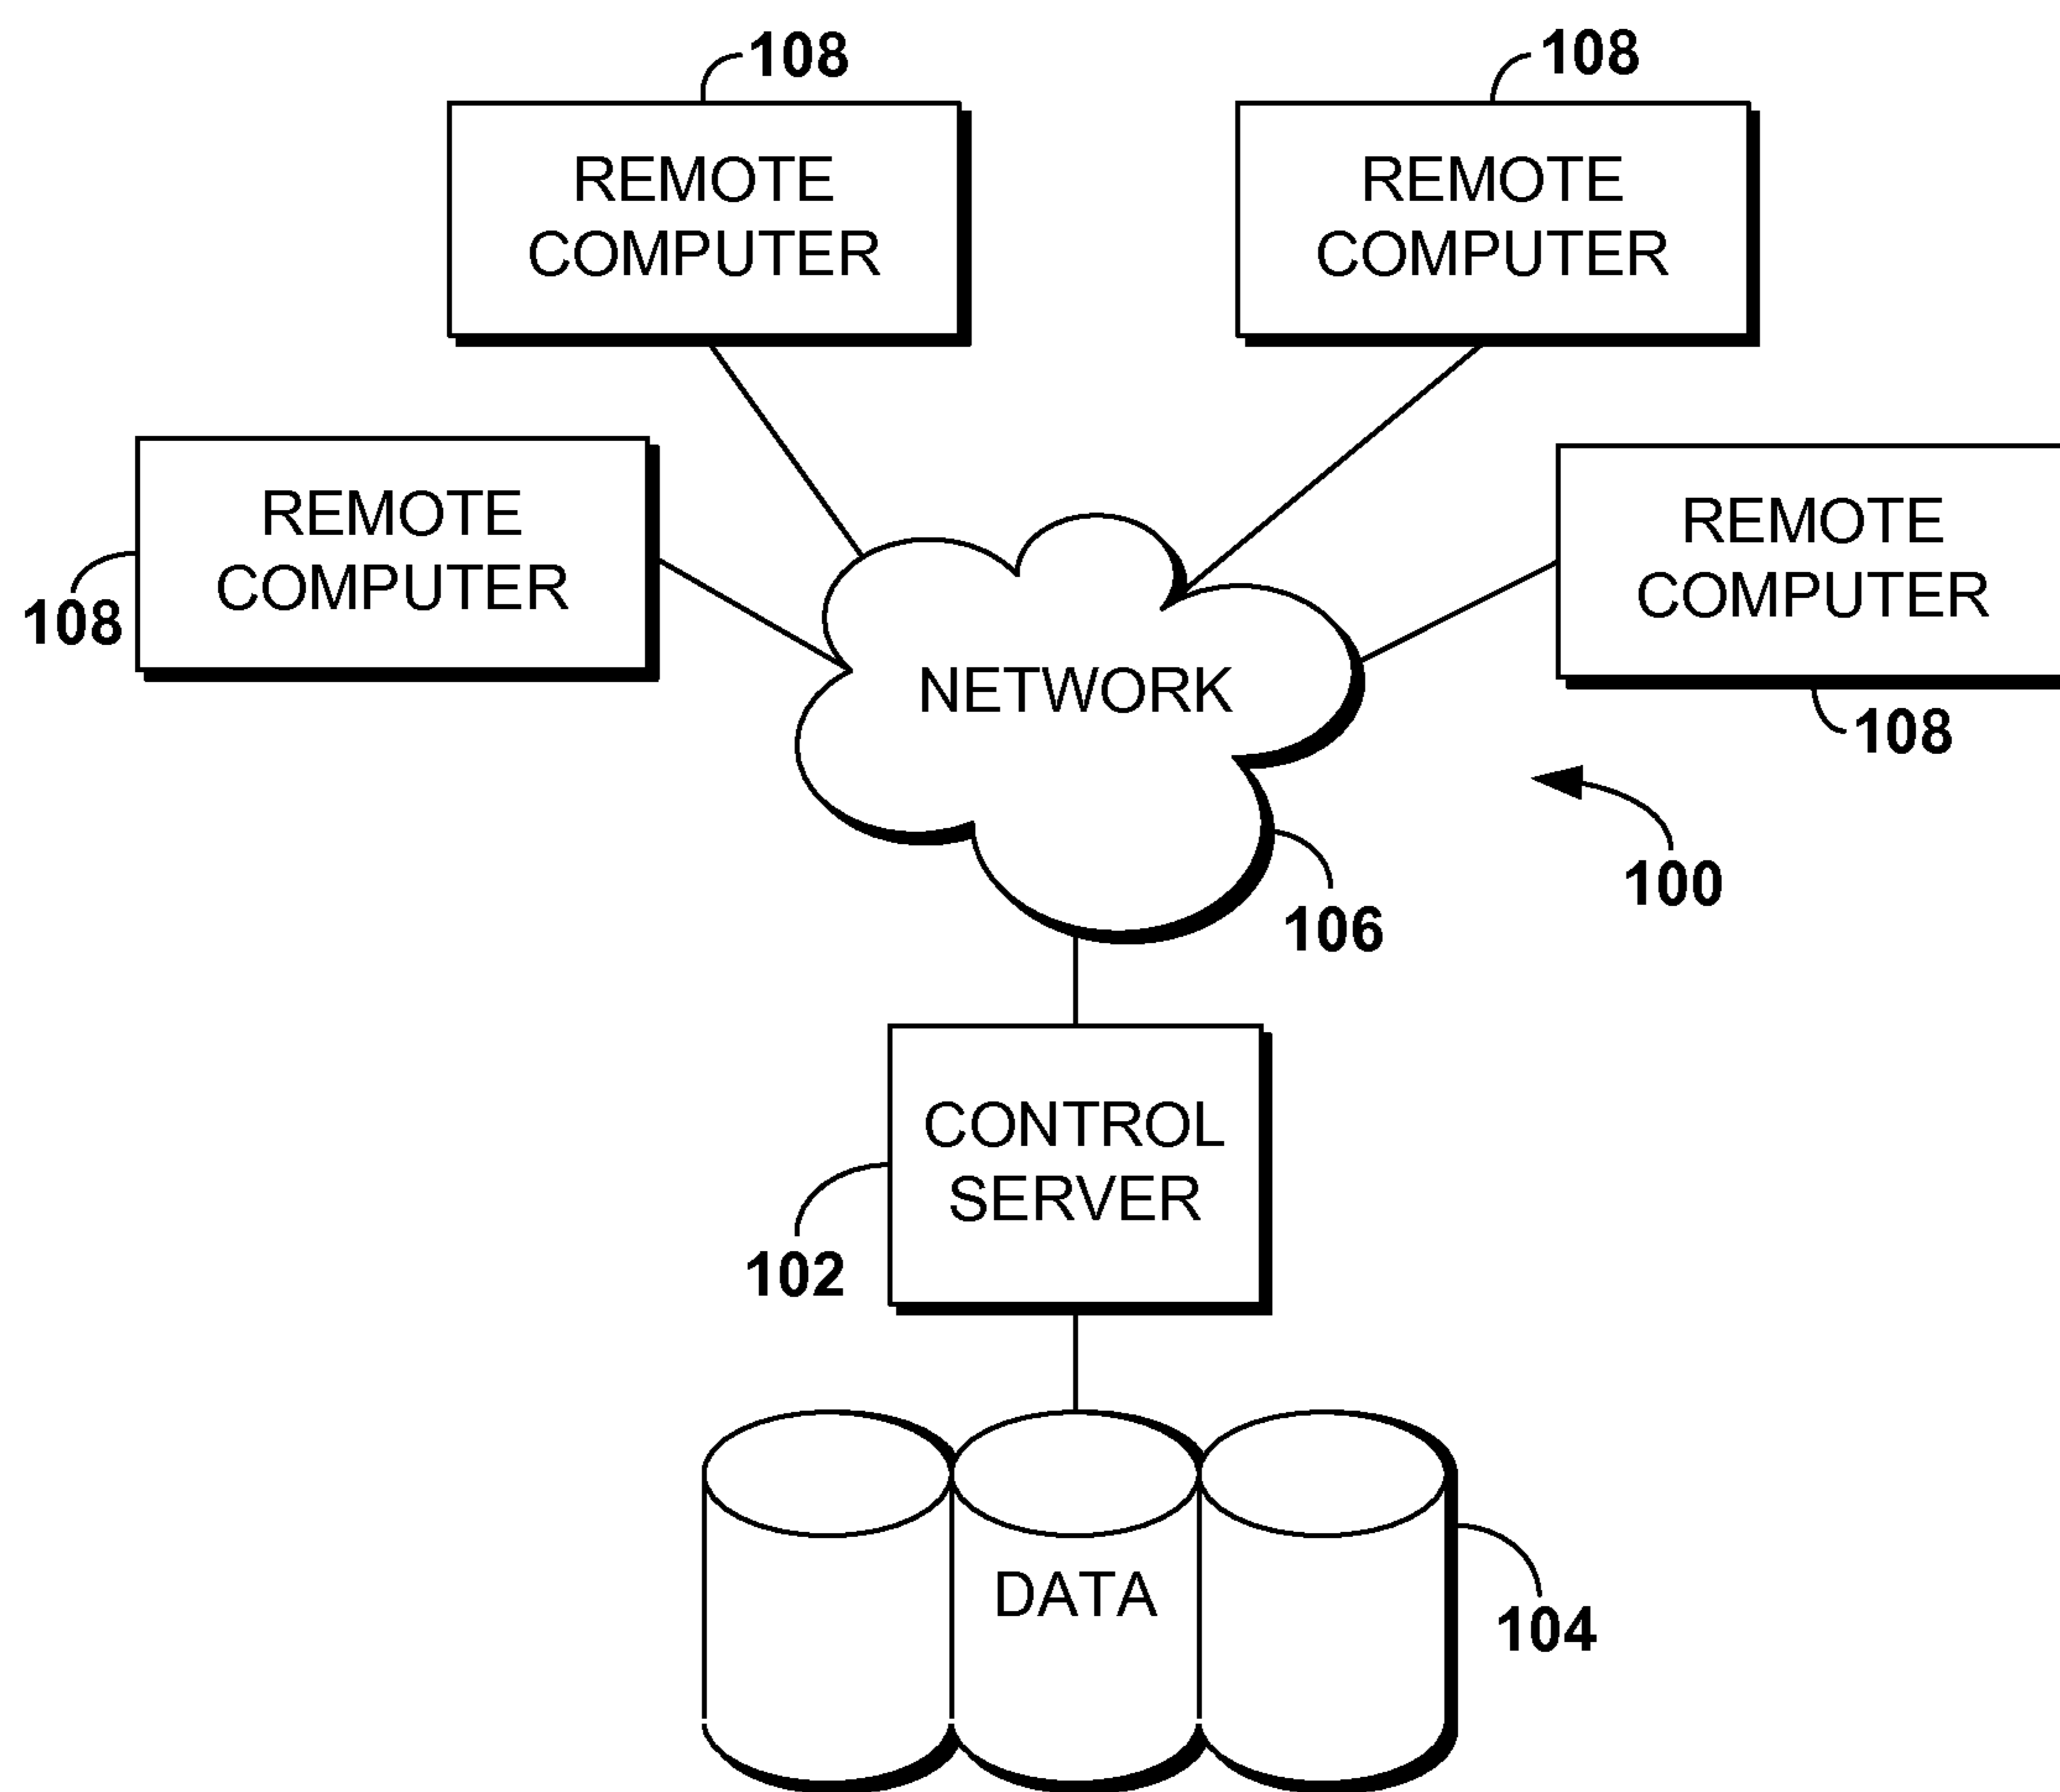 108
108
REMOTE
COMPUTER
REMOTE
COMPUTER
REMOTE
COMPUTER
REMOTE
COMPUTER
108
NETWORK
108
100
106
CONTROL
SERVER
102
DATA
104